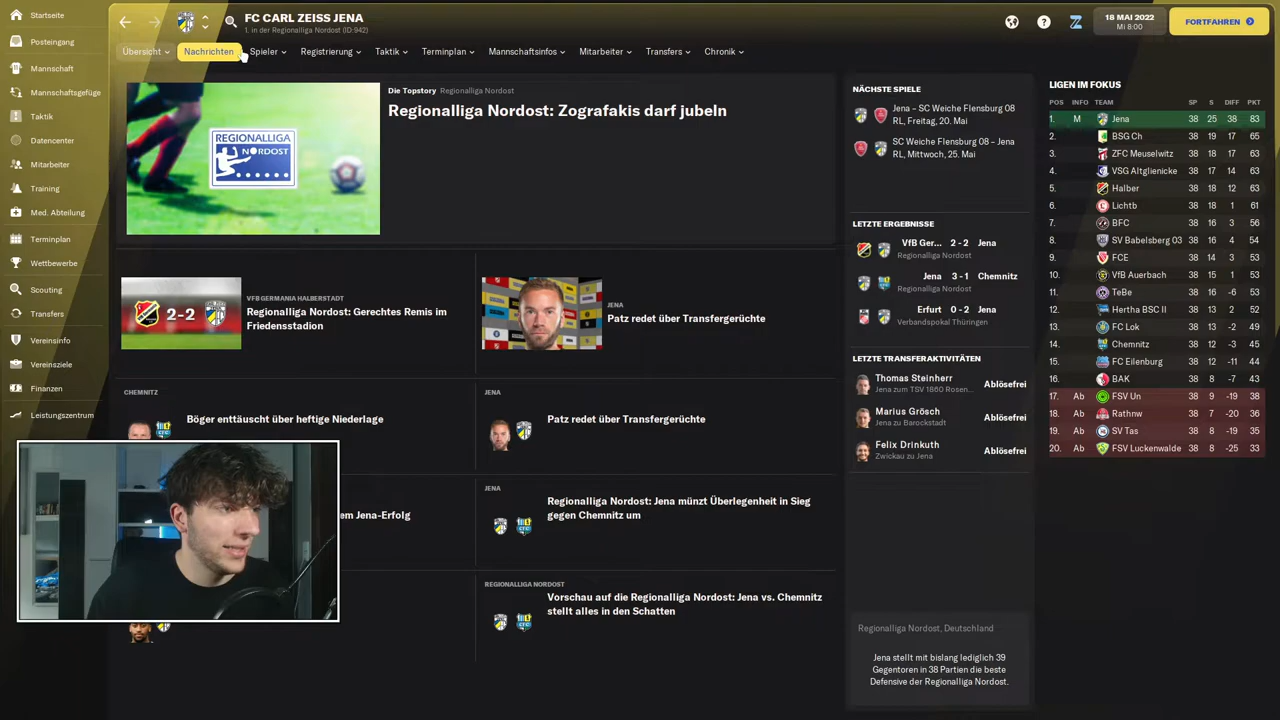 Startseite
Posteingang
Mannschaft
Mannschaftsgefüge
Taktik
Datencenter
Mitarbeiter
Training
Med. Abteilung
Terminplan
Wettbewerbe
Scouting
Transfers
Vereinsinfo
Vereinsziele
Finanzen
Leistungszentrum
FC CARL ZEISS JENA
1. in der Regionalliga Nordost (ID:942)
18 MAI 2022
Mi 8:00
FORTFAHREN
Übersicht
Nachrichten
Spieler
Registrierung
Taktik
Terminplan
Mannschaftsinfos
Mitarbeiter
Transfers
Chronik
Die Topstory Regionalliga Nordost
Regionalliga Nordost: Zografakis darf jubeln
REGIONALLIGA
NORDOST
VFB GERMANIA HALBERSTADT
2-2
Regionalliga Nordost: Gerechtes Remis im
Friedensstadion
JENA
Patz redet über Transfergerüchte
CHEMNITZ
Böger enttäuscht über heftige Niederlage
JENA
Patz redet über Transfergerüchte
em Jena-Erfolg
JENA
Regionalliga Nordost: Jena münzt Überlegenheit in Sieg
gegen Chemnitz um
REGIONALLIGA NORDOST
Vorschau auf die Regionalliga Nordost: Jena vs. Chemnitz
stellt alles in den Schatten
NÄCHSTE SPIELE
Jena – SC Weiche Flensburg 08
RL, Freitag, 20. Mai
SC Weiche Flensburg 08 – Jena
RL, Mittwoch, 25. Mai
LETZTE ERGEBNISSE
VfB Ger... 2 - 2 Jena
Regionalliga Nordost
Jena 3 - 1 Chemnitz
Regionalliga Nordost
Erfurt 0 - 2 Jena
Verbandspokal Thüringen
LETZTE TRANSFERAKTIVITÄTEN
Thomas Steinherr
Jena zum TSV 1860 Rosen...
Ablösefrei
Marius Grösch
Jena zu Barockstadt
Ablösefrei
Felix Drinkuth
Zwickau zu Jena
Ablösefrei
Regionalliga Nordost, Deutschland
Jena stellt mit bislang lediglich 39
Gegentoren in 38 Partien die beste
Defensive der Regionalliga Nordost.
LIGEN IM FOKUS
POS INFO TEAM SP S DIFF PKT
1. M Jena 38 25 38 83
2. BSG Ch 38 19 17 65
3. ZFC Meuselwitz 38 18 17 63
4. VSG Altglienicke 38 17 14 63
5. Halber 38 18 12 63
6. Lichtb 38 18 1 61
7. BFC 38 16 3 56
8. SV Babelsberg 03 38 16 4 54
9. FCE 38 14 3 53
10. VfB Auerbach 38 15 1 53
11. TeBe 38 16 -6 53
12. Hertha BSC II 38 13 2 52
13. FC Lok 38 13 -2 49
14. Chemnitz 38 12 -3 45
15. FC Eilenburg 38 12 -11 44
16. BAK 38 8 -7 43
17. Ab FSV Un 38 9 -19 38
18. Ab Rathnw 38 7 -20 36
19. Ab SV Tas 38 8 -19 35
20. Ab FSV Luckenwalde 38 8 -25 33